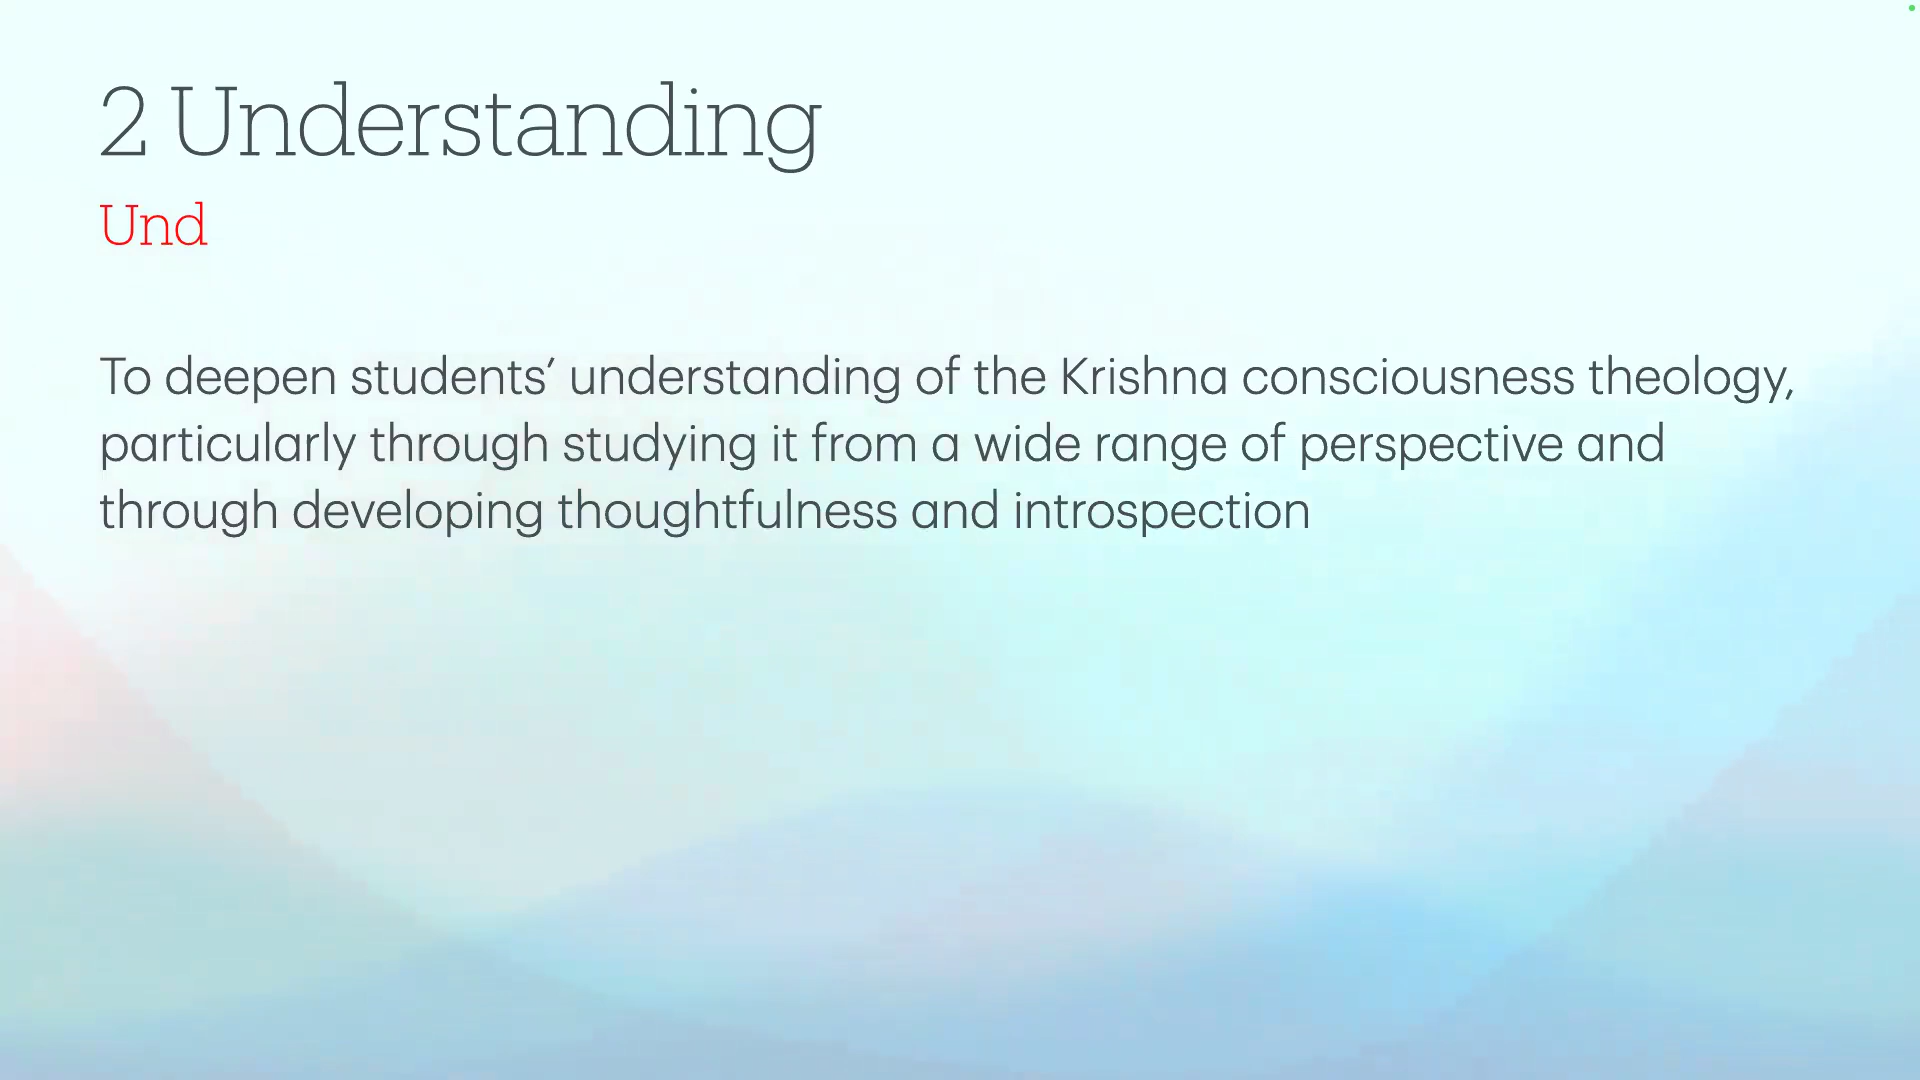 2 Understanding
Und
To deepen students’ understanding of the Krishna consciousness theology,
particularly through studying it from a wide range of perspective and
through developing thoughtfulness and introspection